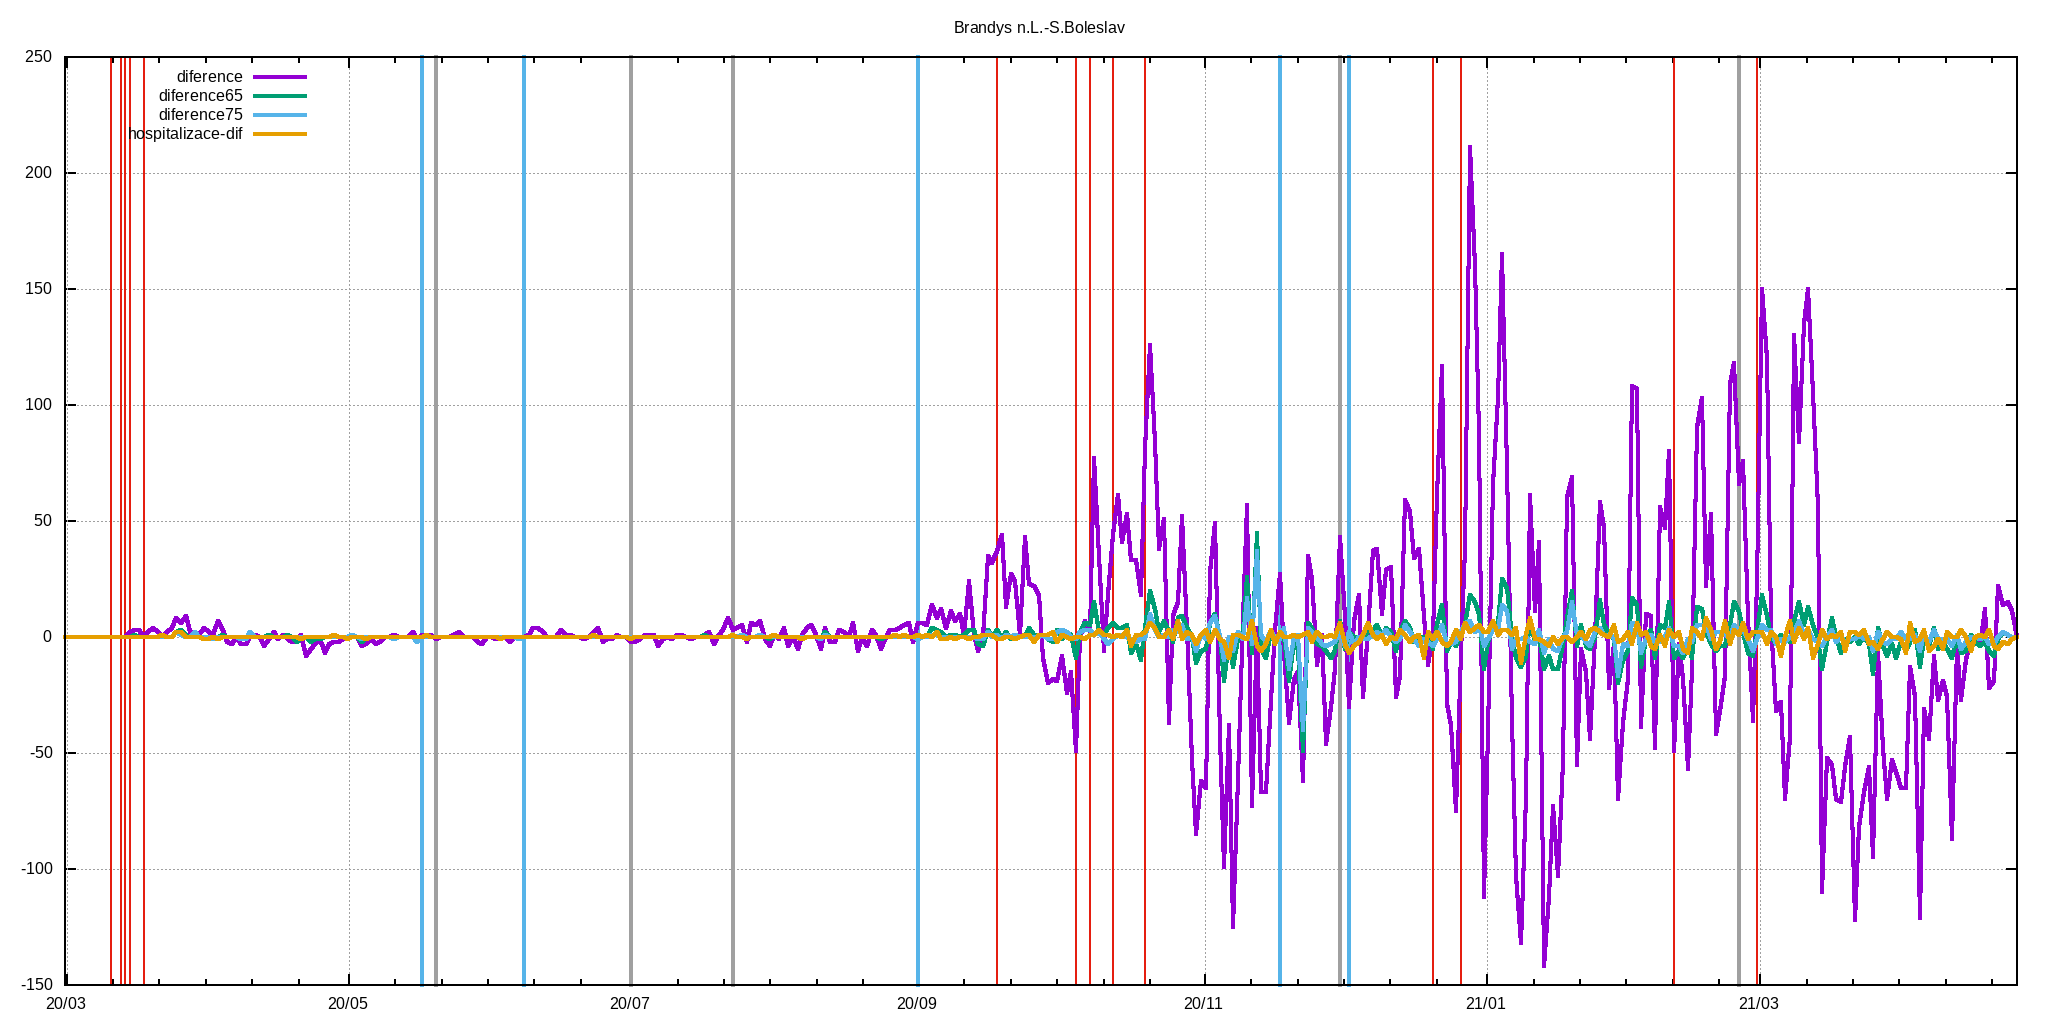 Brandys n.L.-S.Boleslav
250
200
150
100
50
0
-50
-100
-150
diference
diference65
diference75
hospitalizace-dif
20/03 20/05 20/07 20/09 20/11 21/01 21/03